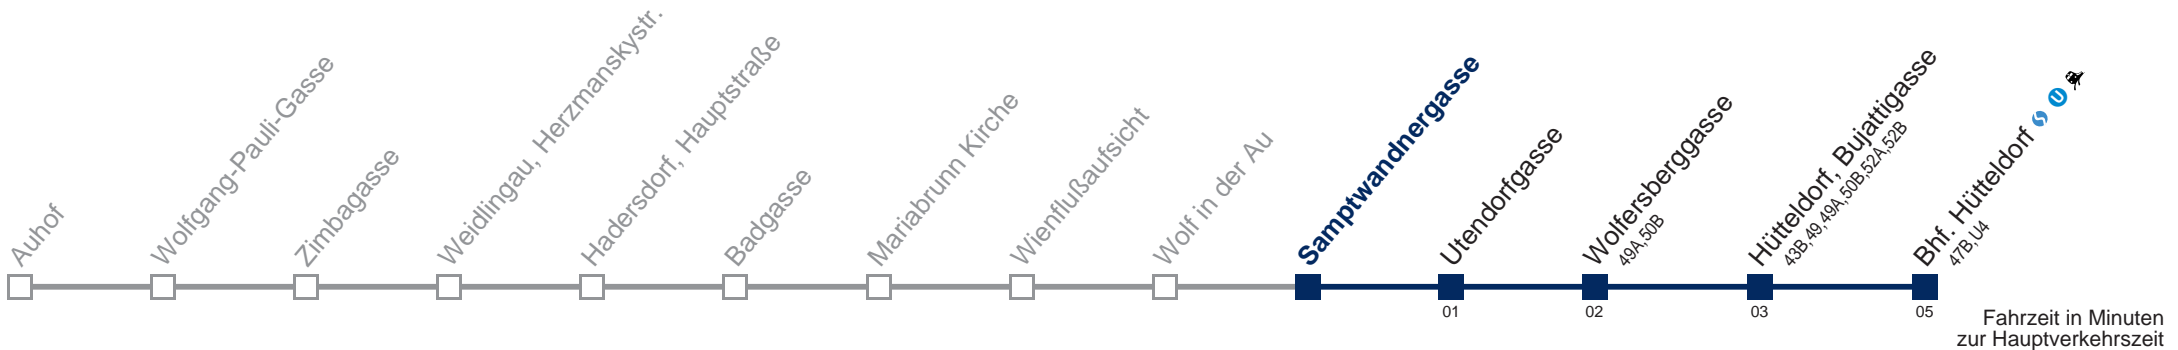 Auhof
Wolfgang-Pauli-Gasse
Zimbagasse
Weidlingau, Herzmanskystr.
Hadersdorf, Hauptstraße
Badgasse
Mariabrunn Kirche
Wienflußaufsicht
Wolf in der Au
Samptwandnergasse
Utendorfgasse
Wolfersberggasse
49A,50B
Hütteldorf, Bujattigasse
43B,49,49A,50B,52A,52B
Bhf. Hütteldorf S U
47B,U4
01
02
03
05
Fahrzeit in Minuten
zur Hauptverkehrszeit